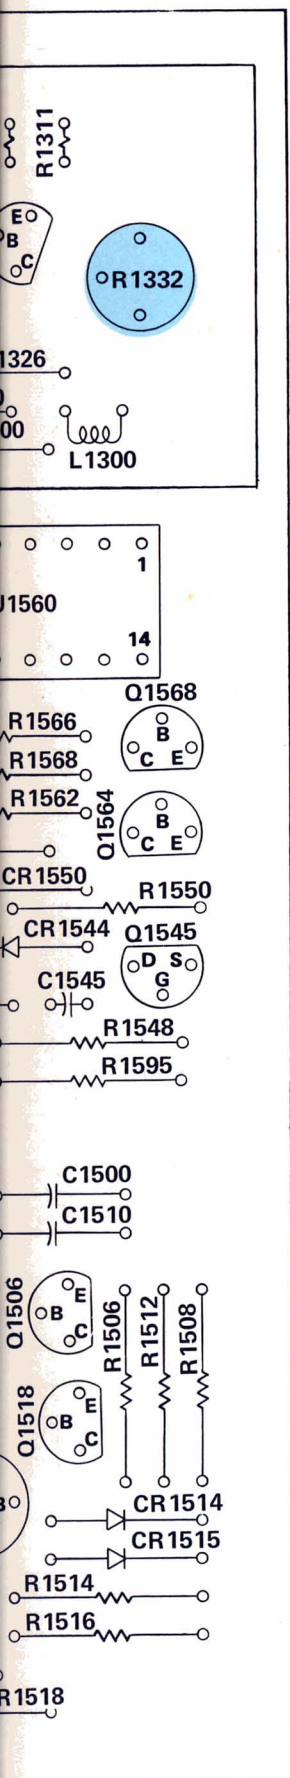 R1311
E
B
C
R1332
1326
00
L1300
1
1560
14
Q1568
R1566
B
C E
R1568
R1562
Q1564
B
C E
CR1550
R1550
CR1544
Q1545
D S
G
C1545
R1548
R1595
C1500
C1510
Q1506
E
B
C
R1506
R1512
R1508
Q1518
E
B
C
CR1514
CR1515
R1514
R1516
R1518